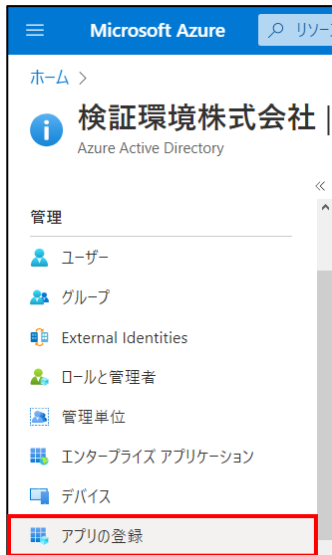 Microsoft Azure
リソー
ホーム >
検証環境株式会社 |
Azure Active Directory
«
管理
ユーザー
グループ
External Identities
ロールと管理者
管理単位
エンタープライズ アプリケーション
デバイス
アプリの登録